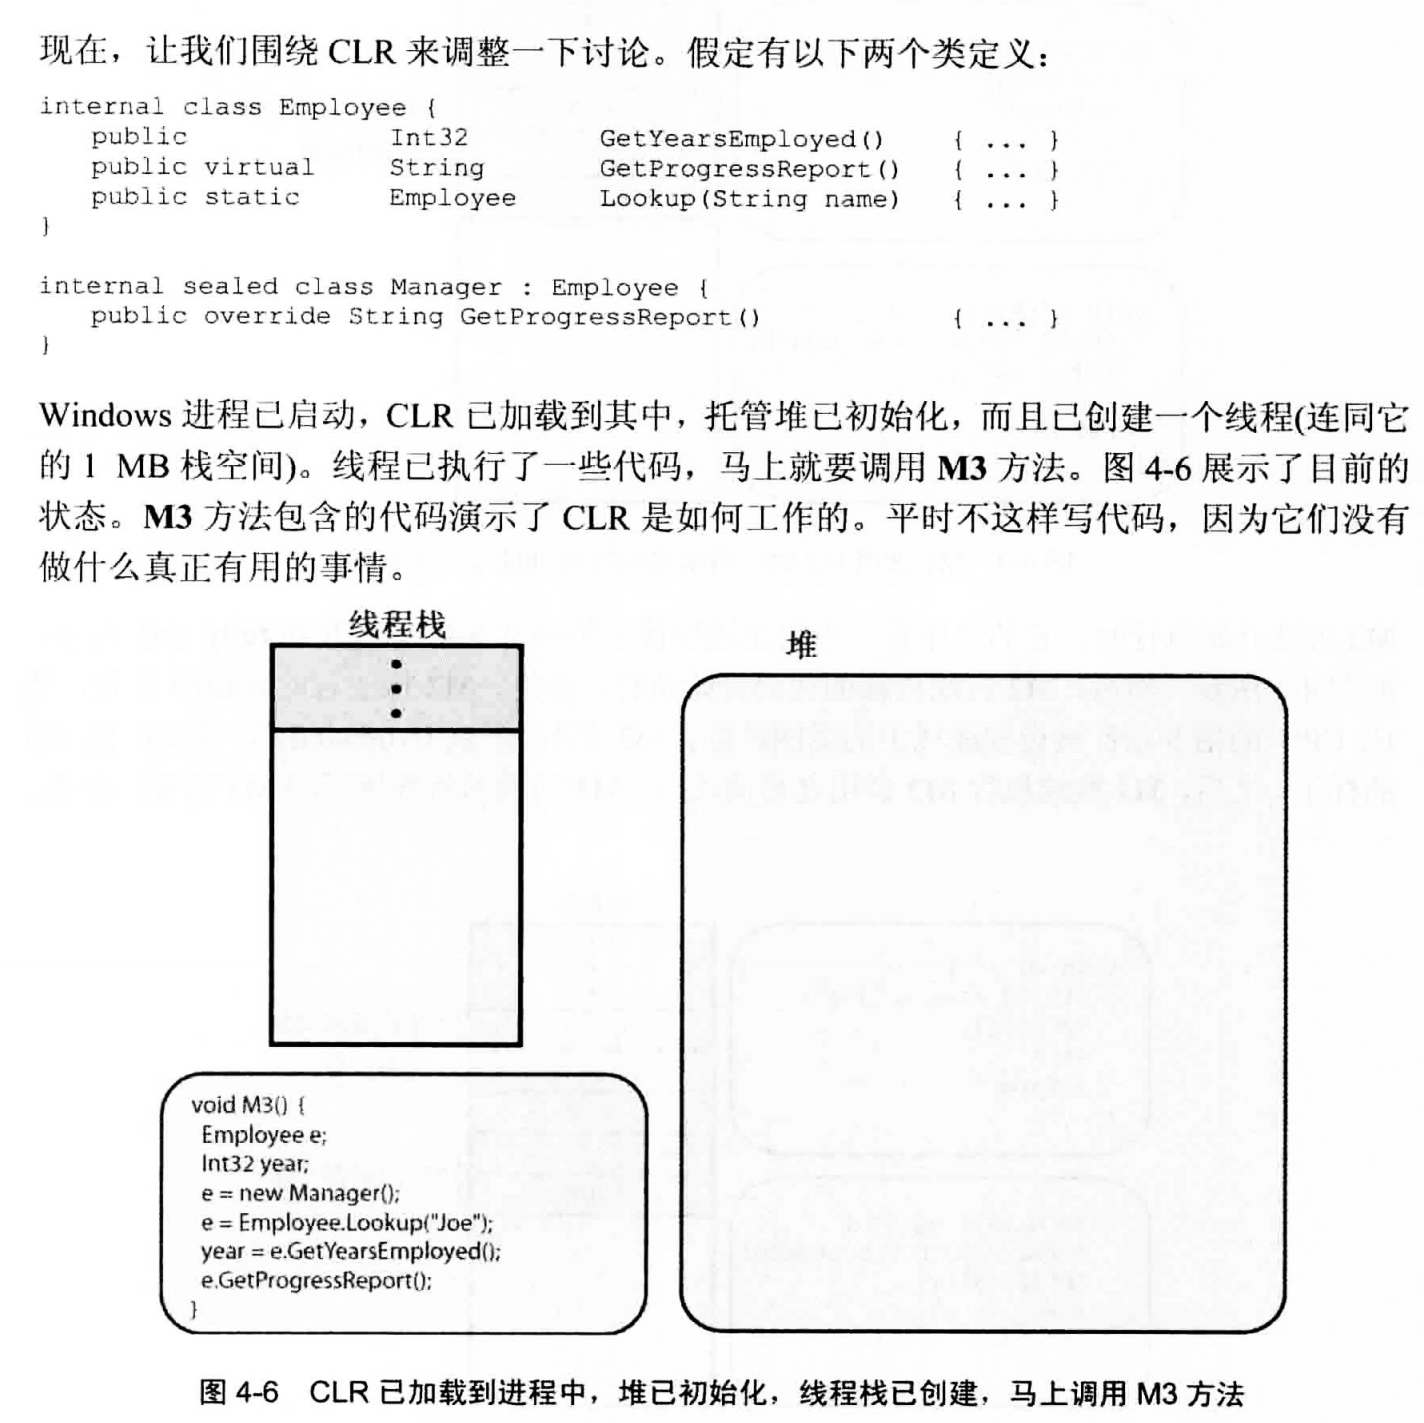 现在，让我们围绕 CLR 来调整一下讨论。假定有以下两个类定义：
internal class Employee {
public Int32 GetYearsEmployed() { ... }
public virtual String GetProgressReport() { ... }
public static Employee Lookup(String name) { ... }
}
internal sealed class Manager : Employee {
public override String GetProgressReport() { ... }
}
Windows 进程已启动，CLR 已加载到其中，托管堆已初始化，而且已创建一个线程(连同它
的 1 MB 栈空间)。线程已执行了一些代码，马上就要调用 M3 方法。图 4-6 展示了目前的
状态。M3 方法包含的代码演示了 CLR 是如何工作的。平时不这样写代码，因为它们没有
做什么真正有用的事情。
线程栈
堆
void M3() {
Employee e;
Int32 year;
e = new Manager();
e = Employee.Lookup("Joe");
year = e.GetYearsEmployed();
e.GetProgressReport();
}
图 4-6 CLR 已加载到进程中，堆已初始化，线程栈已创建，马上调用 M3 方法